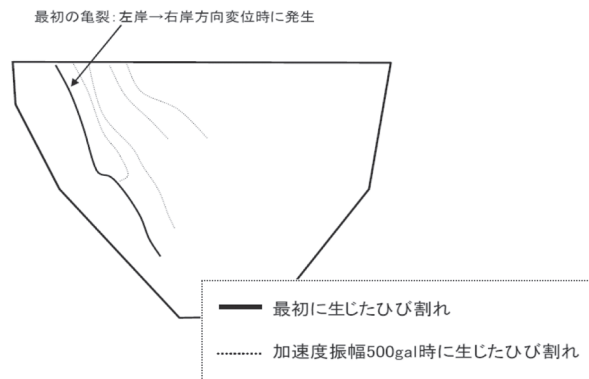 最初の亀裂:左岸→右岸方向変位時に発生
最初に生じたひび割れ
加速度振幅500gal時に生じたひび割れ